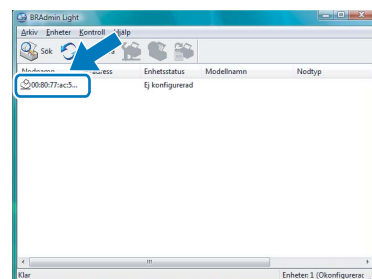 BRAdmin Light
Arkiv Enheter Kontroll Hjälp
Sök
Nodnamn adress Enhetsstatus Modellnamn Nodtyp
00:80:77:ac:5... Ej konfigurerad
Klar Enheter: 1 (Okonfigurerac